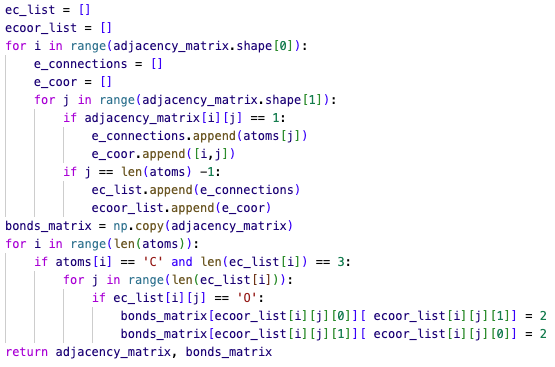 ec_list = []
ecoor_list = []
for i in range(adjacency_matrix.shape[0]):
    e_connections = []
    e_coor = []
    for j in range(adjacency_matrix.shape[1]):
        if adjacency_matrix[i][j] == 1:
            e_connections.append(atoms[j])
            e_coor.append([i,j])
        if j == len(atoms) -1:
            ec_list.append(e_connections)
            ecoor_list.append(e_coor)
bonds_matrix = np.copy(adjacency_matrix)
for i in range(len(atoms)):
    if atoms[i] == 'C' and len(ec_list[i]) == 3:
        for j in range(len(ec_list[i])):
            if ec_list[i][j] == 'O':
                bonds_matrix[ecoor_list[i][j][0]][ ecoor_list[i][j][1]] = 2
                bonds_matrix[ecoor_list[i][j][1]][ ecoor_list[i][j][0]] = 2
return adjacency_matrix, bonds_matrix